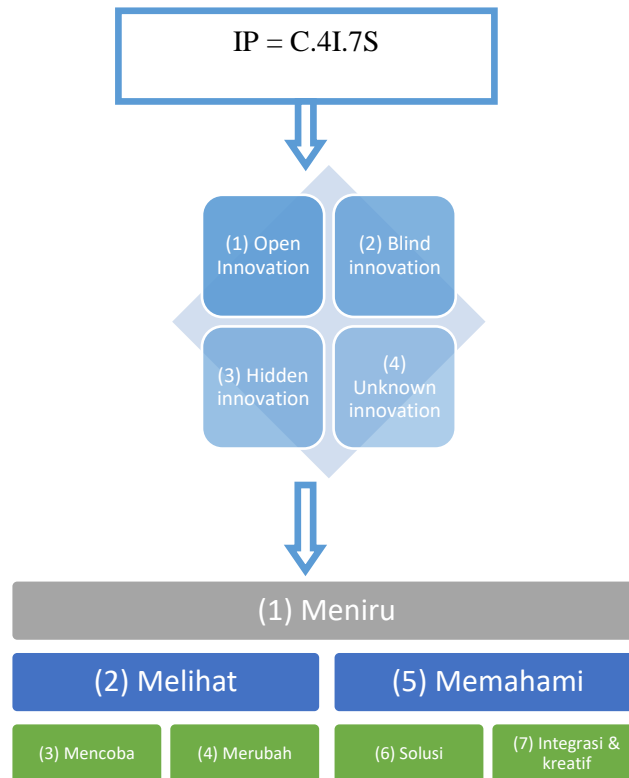 IP = C.4I.7S
(1) Open
Innovation
(2) Blind
innovation
(3) Hidden
innovation
(4)
Unknown
innovation
(1) Meniru
(2) Melihat
(5) Memahami
(3) Mencoba
(4) Merubah
(6) Solusi
(7) Integrasi &
kreatif